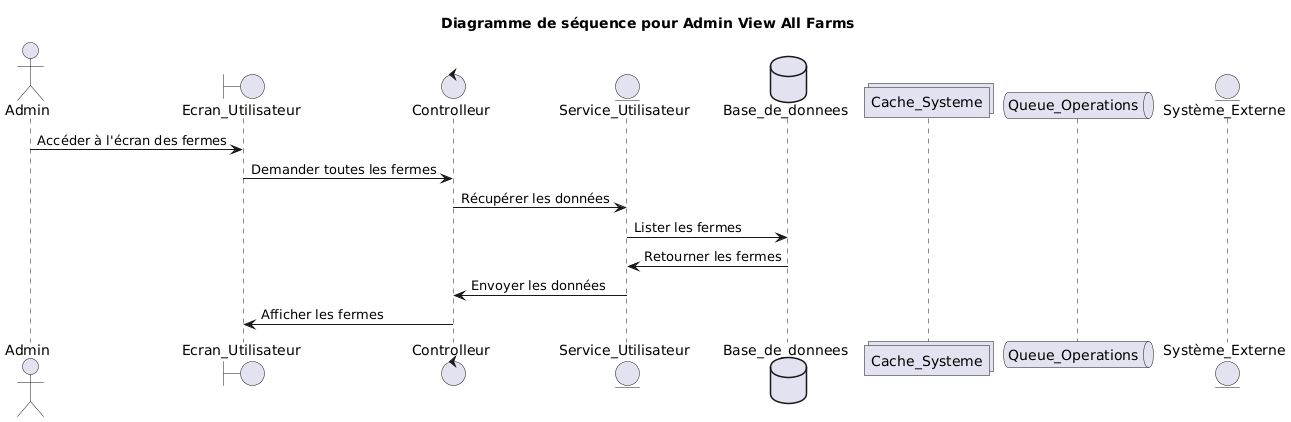 Diagramme de séquence pour Admin View All Farms
Admin
Ecran_Utilisateur
Controlleur
Service_Utilisateur
Base_de_donnees
Cache_Systeme
Queue_Operations
Système_Externe
Accéder à l'écran des fermes
Demander toutes les fermes
Récupérer les données
Lister les fermes
Retourner les fermes
Envoyer les données
Afficher les fermes
Admin
Ecran_Utilisateur
Controlleur
Service_Utilisateur
Base_de_donnees
Cache_Systeme
Queue_Operations
Système_Externe